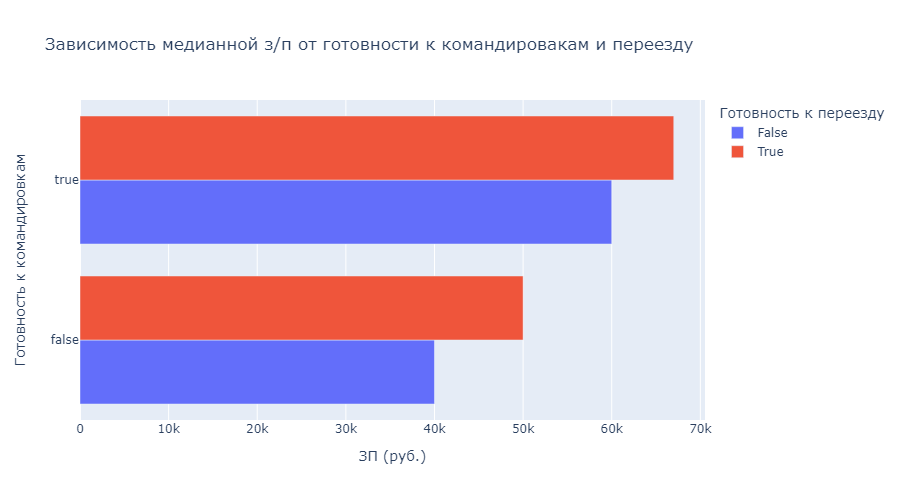 Зависимость медианной з/п от готовности к командировакам и переезду
Готовность к переезду
False
True
Готовность к командировкам
true
false
0 10k 20k 30k 40k 50k 60k 70k
ЗП (руб.)